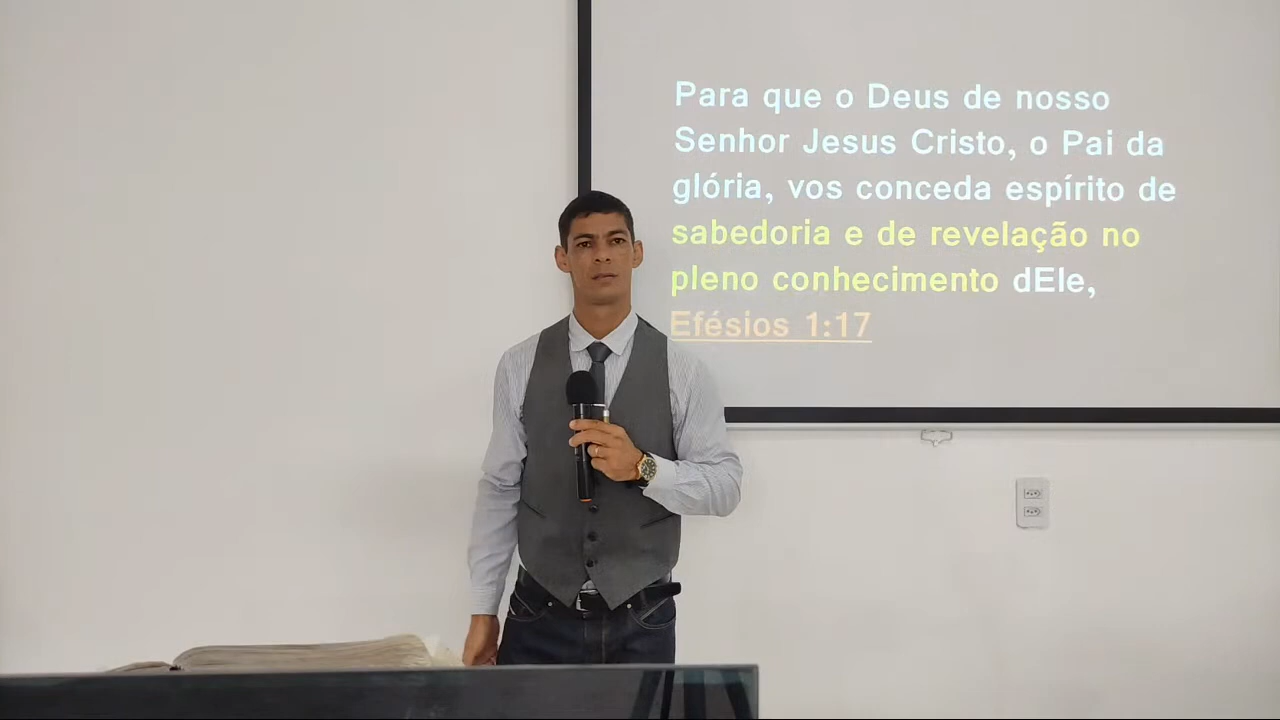 Para que o Deus de nosso
Senhor Jesus Cristo, o Pai da
glória, vos conceda espírito de
sabedoria e de revelação no
pleno conhecimento dEle,
Efésios 1:17